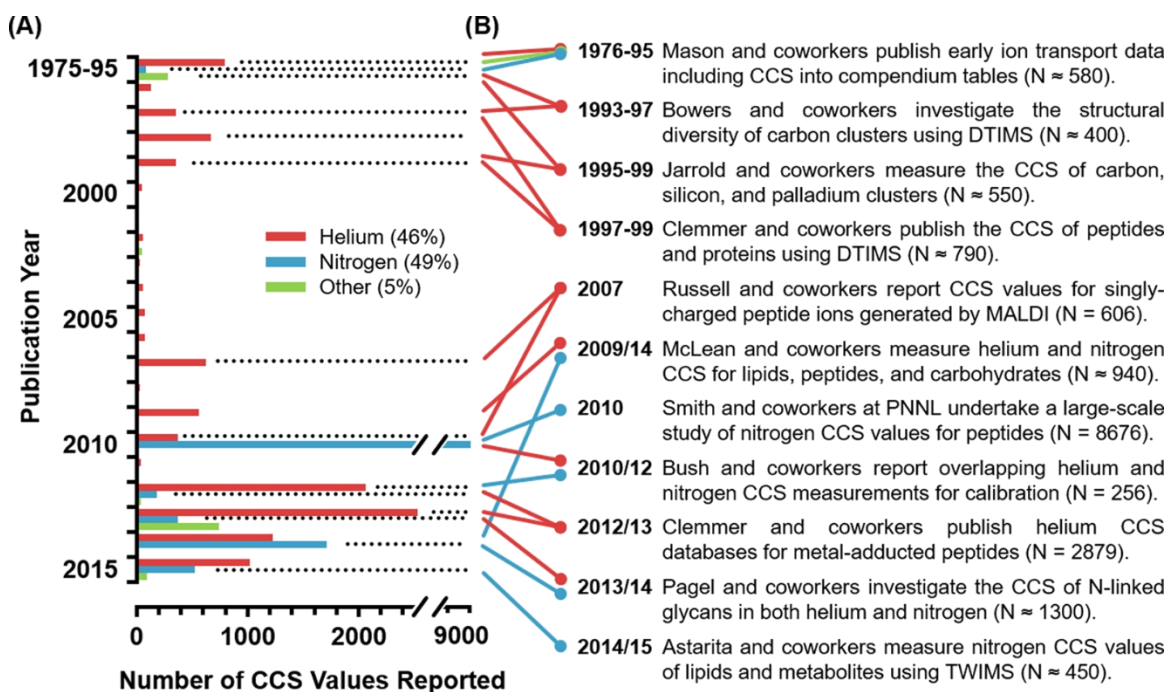 (A)
Publication Year
1975-95
2000
2005
2010
2015
Helium (46%)
Nitrogen (49%)
Other (5%)
0
1000
2000
9000
Number of CCS Values Reported
(B)
1976-95 Mason and coworkers publish early ion transport data
including CCS into compendium tables (N ≈ 580).
1993-97 Bowers and coworkers investigate the structural
diversity of carbon clusters using DTIMS (N ≈ 400).
1995-99 Jarrold and coworkers measure the CCS of carbon,
silicon, and palladium clusters (N ≈ 550).
1997-99 Clemmer and coworkers publish the CCS of peptides
and proteins using DTIMS (N ≈ 790).
2007 Russell and coworkers report CCS values for singly-
charged peptide ions generated by MALDI (N = 606).
2009/14 McLean and coworkers measure helium and nitrogen
CCS for lipids, peptides, and carbohydrates (N ≈ 940).
2010 Smith and coworkers at PNNL undertake a large-scale
study of nitrogen CCS values for peptides (N = 8676).
2010/12 Bush and coworkers report overlapping helium and
nitrogen CCS measurements for calibration (N = 256).
2012/13 Clemmer and coworkers publish helium CCS
databases for metal-adducted peptides (N = 2879).
2013/14 Pagel and coworkers investigate the CCS of N-linked
glycans in both helium and nitrogen (N ≈ 1300).
2014/15 Astarita and coworkers measure nitrogen CCS values
of lipids and metabolites using TWIMS (N ≈ 450).